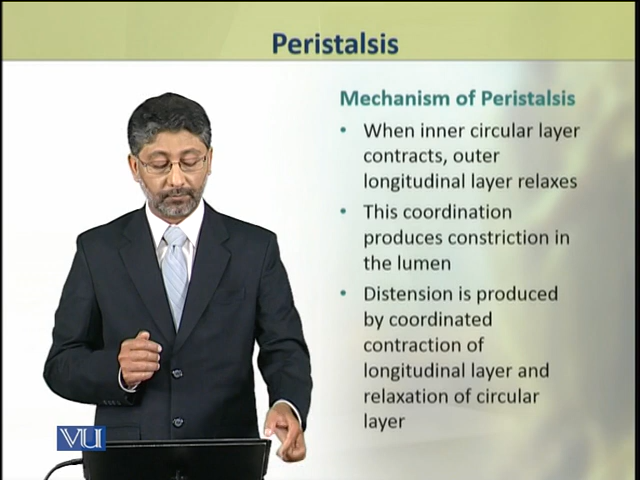 Peristalsis
Mechanism of Peristalsis
• When inner circular layer
contracts, outer
longitudinal layer relaxes
• This coordination
produces constriction in
the lumen
• Distension is produced
by coordinated
contraction of
longitudinal layer and
relaxation of circular
layer
VU